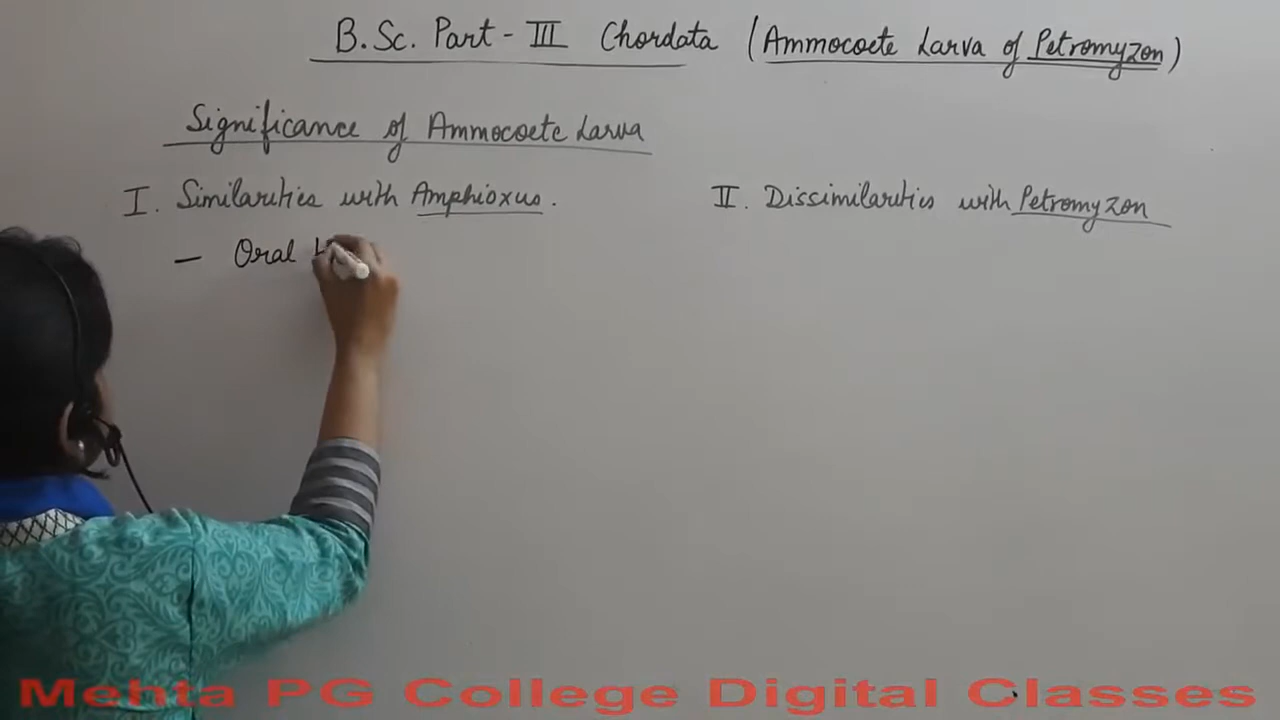 B.Sc. Part - III Chordata (Ammocoete Larva of Petromyzon)
Significance of Ammocoete Larva
I. Similarities with Amphioxus.
II. Dissimilarities with Petromyzon
— Oral
Mehta PG College Digital Classes